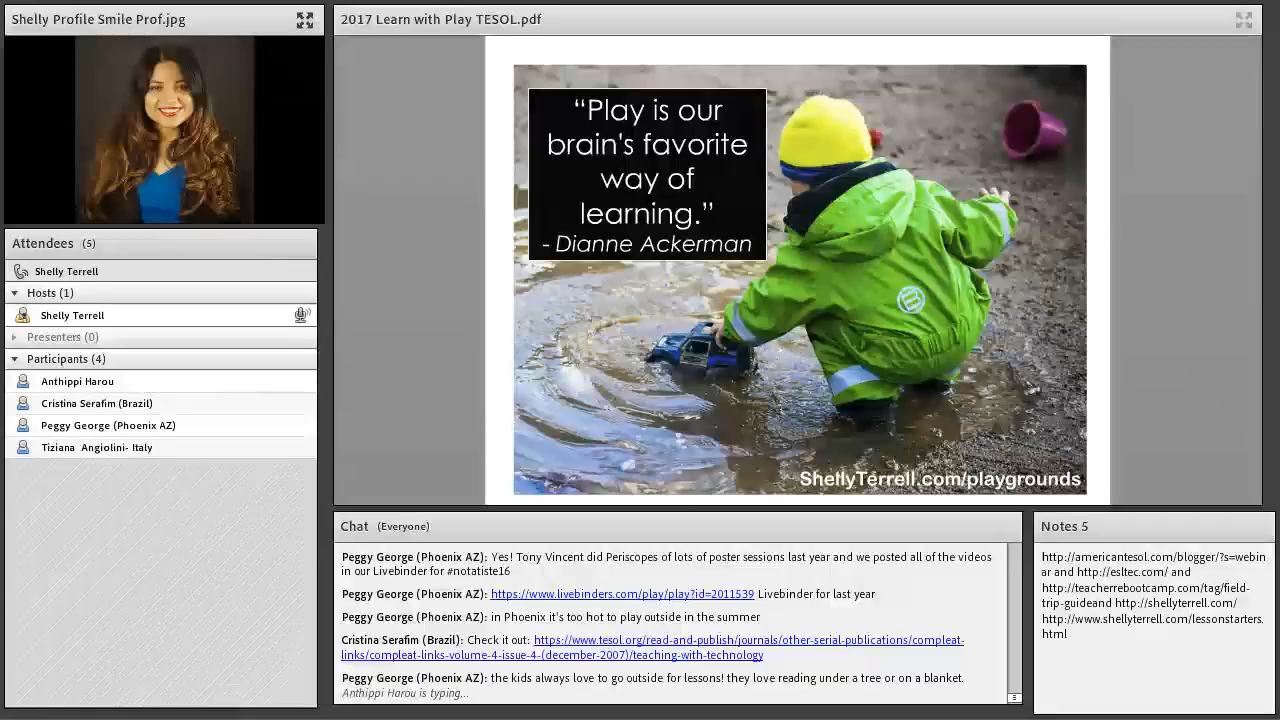 Shelly Profile Smile Prof.jpg
2017 Learn with Play TESOL.pdf
“Play is our
brain's favorite
way of
learning.”
- Dianne Ackerman
ShellyTerrell.com/playgrounds
Attendees (5)
Shelly Terrell
Hosts (1)
Shelly Terrell
Presenters (0)
Participants (4)
Anthippi Harou
Cristina Serafim (Brazil)
Peggy George (Phoenix AZ)
Tiziana Angiolini- Italy
Chat (Everyone)
Peggy George (Phoenix AZ): Yes! Tony Vincent did Periscopes of lots of poster sessions last year and we posted all of the videos
in our Livebinder for #notatiste16
Peggy George (Phoenix AZ): https://www.livebinders.com/play/play?id=2011539 Livebinder for last year
Peggy George (Phoenix AZ): in Phoenix it's too hot to play outside in the summer
Cristina Serafim (Brazil): Check it out: https://www.tesol.org/read-and-publish/journals/other-serial-publications/compleat-
links/compleat-links-volume-4-issue-4-(december-2007)/teaching-with-technology
Peggy George (Phoenix AZ): the kids always love to go outside for lessons! they love reading under a tree or on a blanket.
Anthippi Harou is typing...
Notes 5
http://americantesol.com/blogger/?s=webin
ar and http://esltec.com/ and
http://teacherrebootcamp.com/tag/field-
trip-guideand http://shellyterrell.com/
http://www.shellyterrell.com/lessonstarters.
html